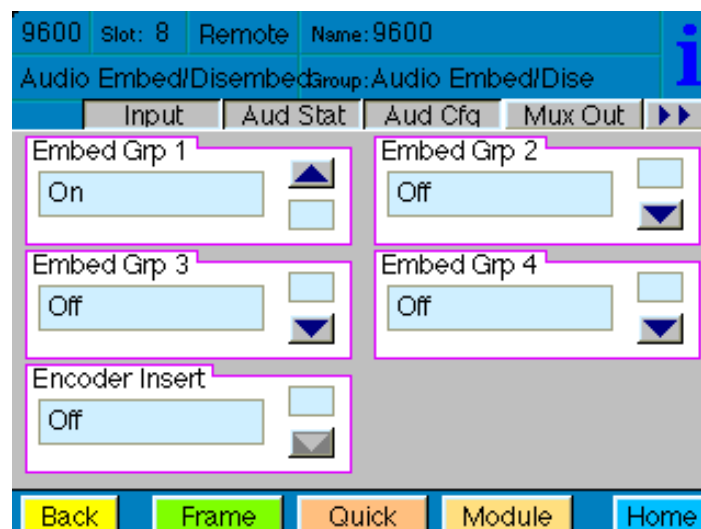 9600 Slot: 8 Remote Name: 9600
Audio Embed/Disembed Group: Audio Embed/Dise
i
Input Aud Stat Aud Cfg Mux Out
Embed Grp 1 Embed Grp 2
On Off
Embed Grp 3 Embed Grp 4
Off Off
Encoder Insert
Off
Back Frame Quick Module Home